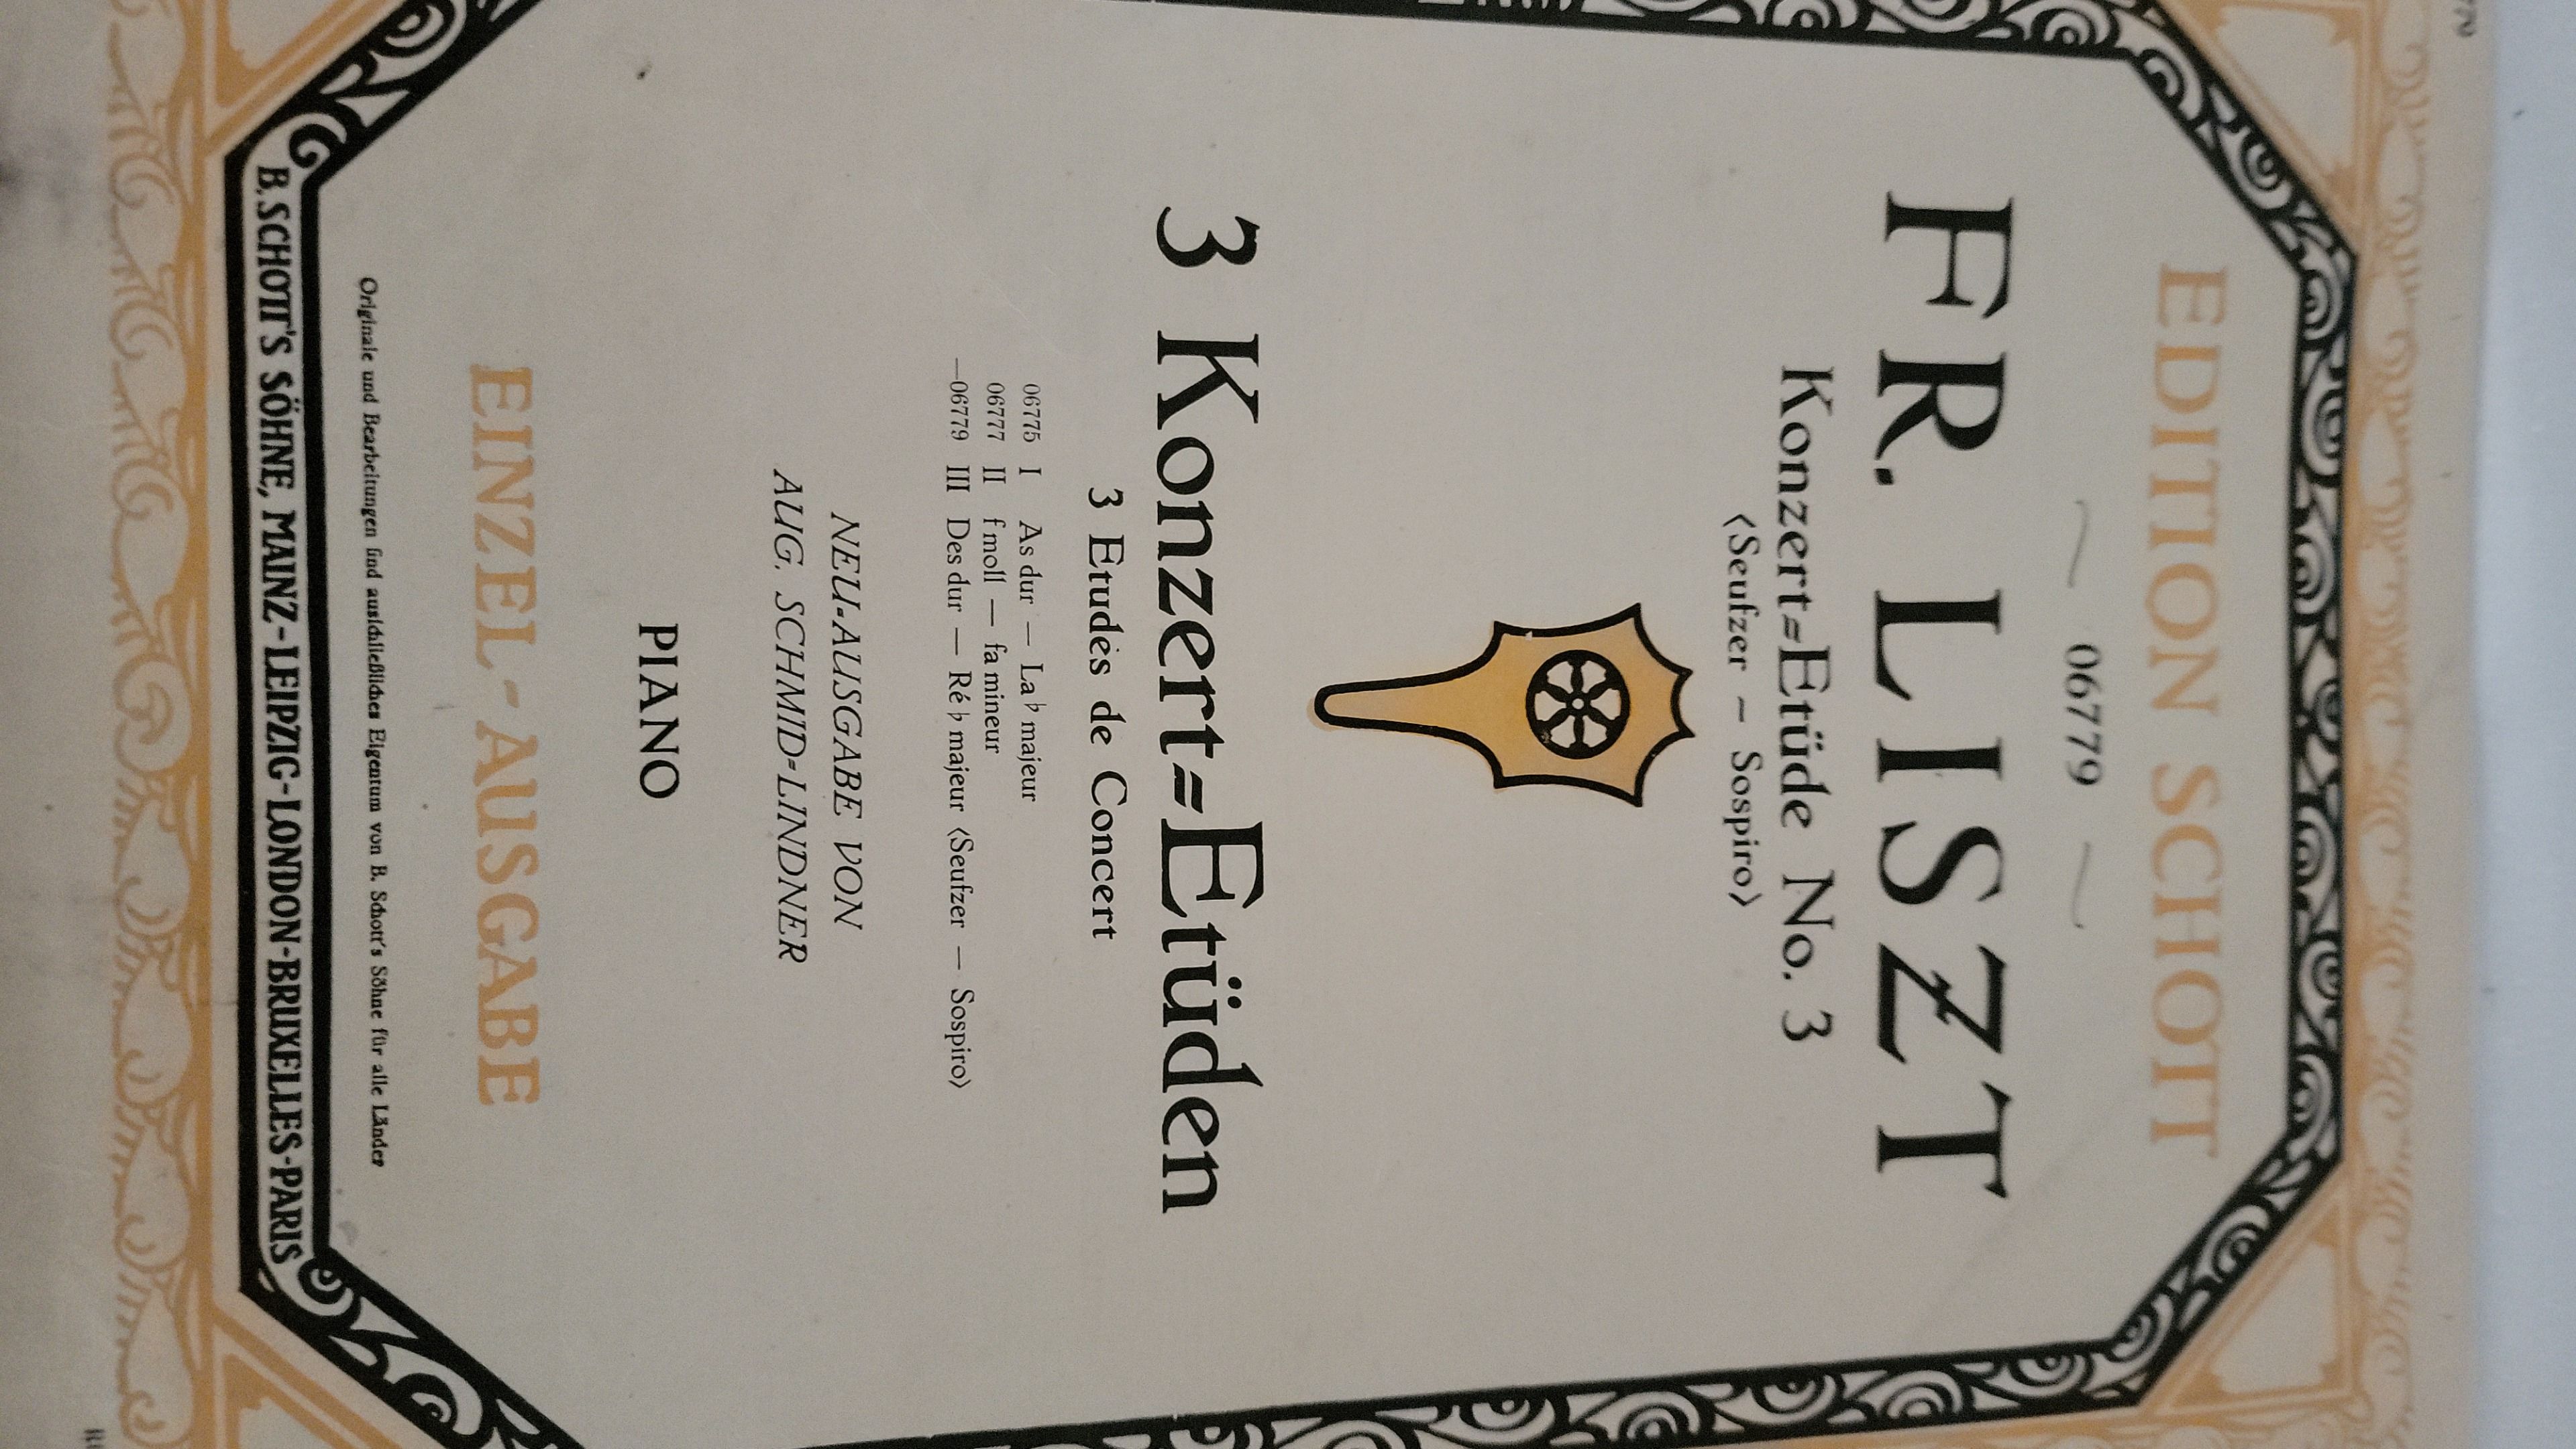 EDITION SCHOTT
06779
FR. LISZT
Konzert=Etüde No. 3
(Seufzer – Sospiro)
3 Konzert=Etüden
3 Etudes de Concert
06775 I As dur — La♭ majeur
06777 II f moll — fa mineur
—06779 III Des dur — Ré♭ majeur (Seufzer — Sospiro)
NEU=AUSGABE VON
AUG. SCHMID=LINDNER
PIANO
EINZEL-AUSGABE
Originale und Bearbeitungen sind ausschließliches Eigentum von B. Schott's Söhne für alle Länder
B. SCHOTT'S SÖHNE, MAINZ-LEIPZIG-LONDON-BRUXELLES-PARIS